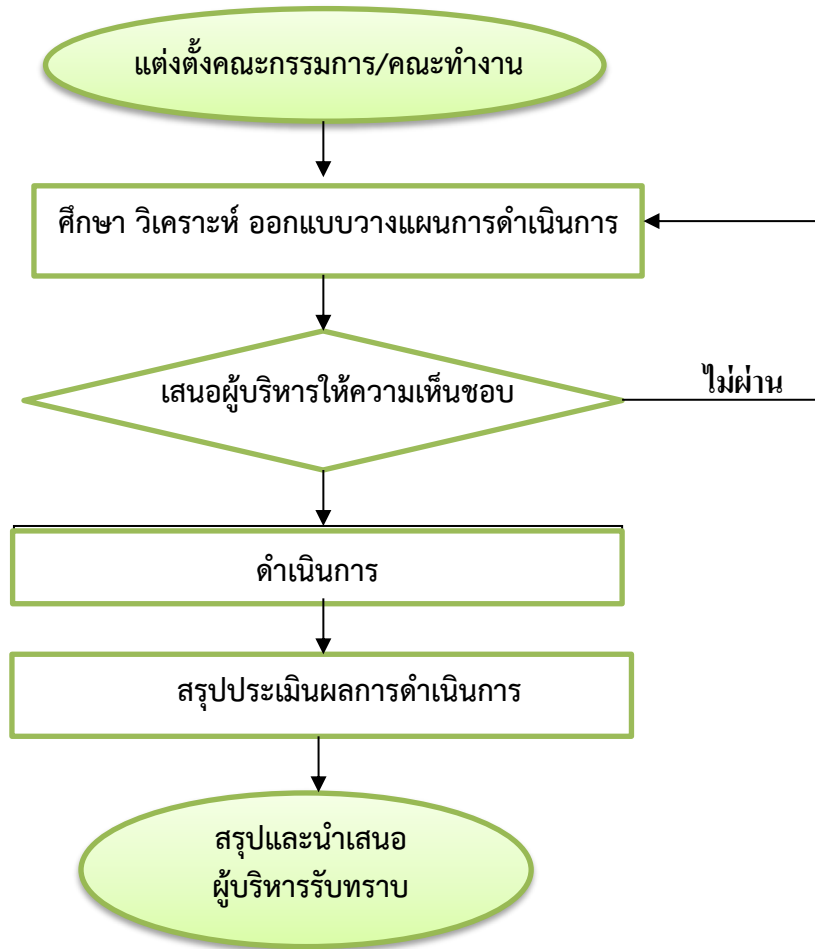 แต่งตั้งคณะกรรมการ/คณะทำงาน
ศึกษา วิเคราะห์ ออกแบบวางแผนการดำเนินการ
เสนอผู้บริหารให้ความเห็นชอบ
ไม่ผ่าน
ดำเนินการ
สรุปประเมินผลการดำเนินการ
สรุปและนำเสนอ
ผู้บริหารรับทราบ